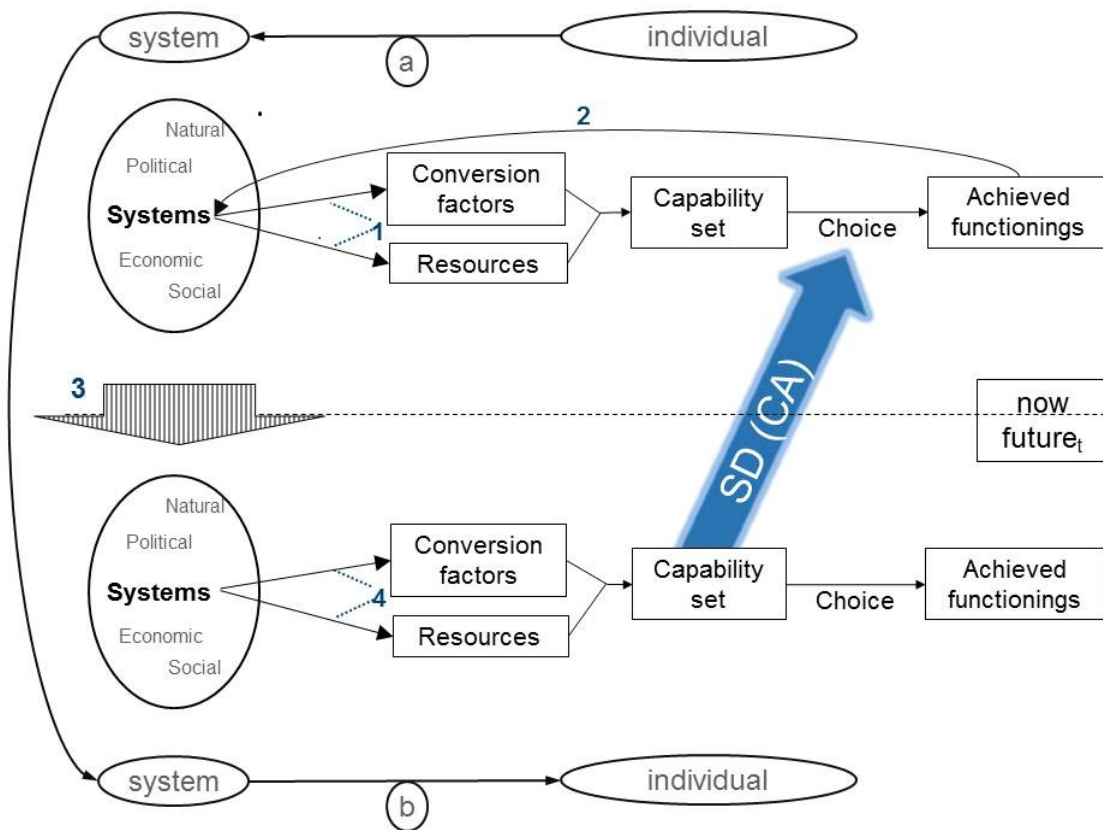 system
individual
a
Natural
Political
Systems
Economic
Social
2
1
Conversion
factors
Resources
Capability
set
Choice
Achieved
functionings
3
SD (CA)
now
futureₜ
Natural
Political
Systems
Economic
Social
4
Conversion
factors
Resources
Capability
set
Choice
Achieved
functionings
system
individual
b